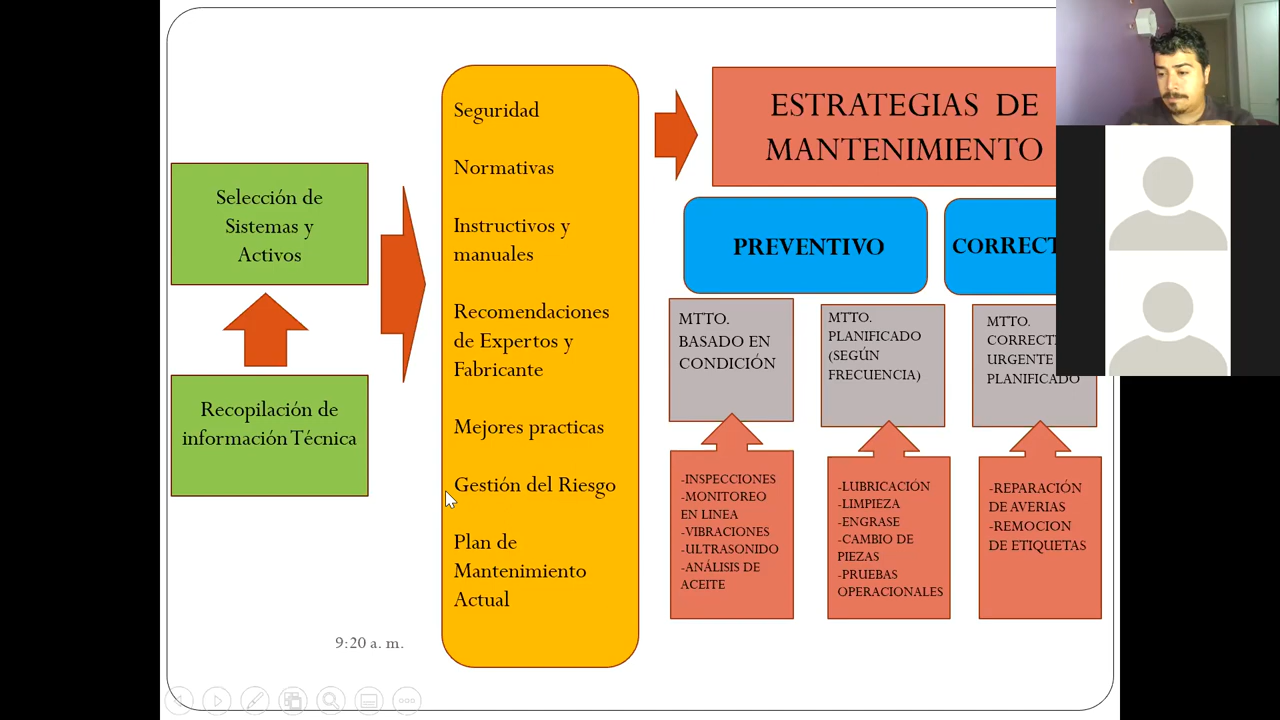 Selección de
Sistemas y
Activos
Recopilación de
información Técnica
Seguridad
Normativas
Instructivos y
manuales
Recomendaciones
de Expertos y
Fabricante
Mejores practicas
Gestión del Riesgo
Plan de
Mantenimiento
Actual
ESTRATEGIAS DE
MANTENIMIENTO
PREVENTIVO
CORRECT
MTTO.
BASADO EN
CONDICIÓN
MTTO.
PLANIFICADO
(SEGÚN
FRECUENCIA)
MTTO.
CORRECTI
URGENTE
PLANIFICADO
-INSPECCIONES
-MONITOREO
EN LINEA
-VIBRACIONES
-ULTRASONIDO
-ANÁLISIS DE
ACEITE
-LUBRICACIÓN
-LIMPIEZA
-ENGRASE
-CAMBIO DE
PIEZAS
-PRUEBAS
OPERACIONALES
-REPARACIÓN
DE AVERIAS
-REMOCION
DE ETIQUETAS
9:20 a. m.